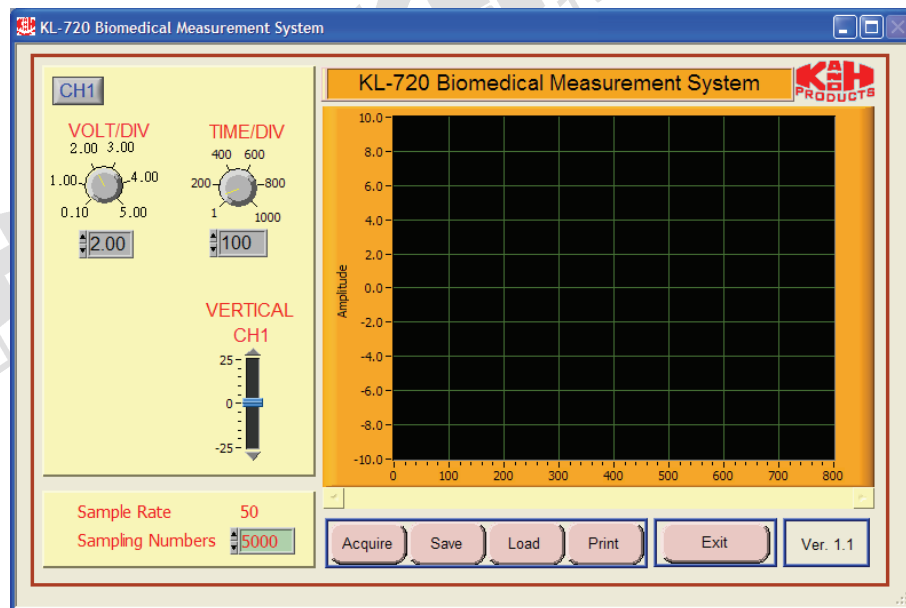 KL-720 Biomedical Measurement System
CH1
VOLT/DIV
2.00 3.00
1.00 4.00
0.10 5.00
2.00
TIME/DIV
400 600
200 800
1 1000
100
VERTICAL
CH1
25
0
-25
Sample Rate 50
Sampling Numbers 5000
KL-720 Biomedical Measurement System
K AND H
PRODUCTS
10.0
8.0
6.0
4.0
2.0
0.0
-2.0
-4.0
-6.0
-8.0
-10.0
Amplitude
0 100 200 300 400 500 600 700 800
Acquire Save Load Print Exit Ver. 1.1